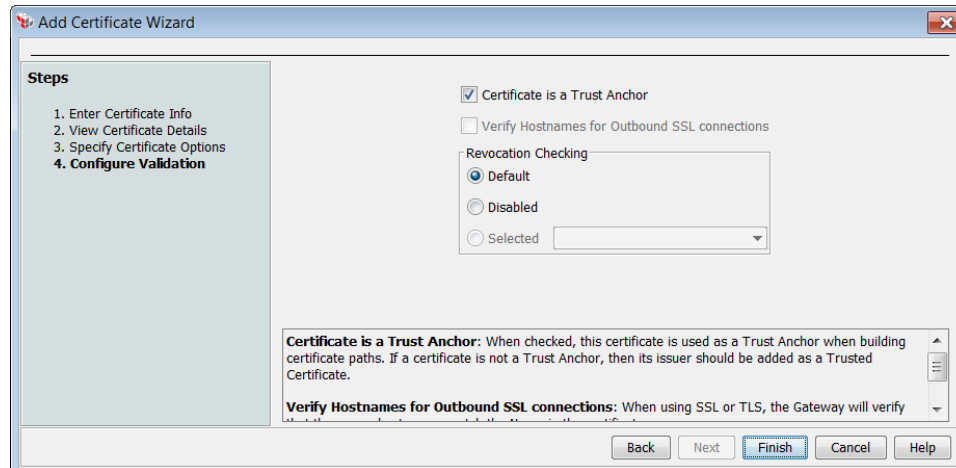 Add Certificate Wizard
Steps
1. Enter Certificate Info
2. View Certificate Details
3. Specify Certificate Options
4. Configure Validation
Certificate is a Trust Anchor
Verify Hostnames for Outbound SSL connections
Revocation Checking
Default
Disabled
Selected
Certificate is a Trust Anchor: When checked, this certificate is used as a Trust Anchor when building
certificate paths. If a certificate is not a Trust Anchor, then its issuer should be added as a Trusted
Certificate.
Verify Hostnames for Outbound SSL connections: When using SSL or TLS, the Gateway will verify
Back Next Finish Cancel Help